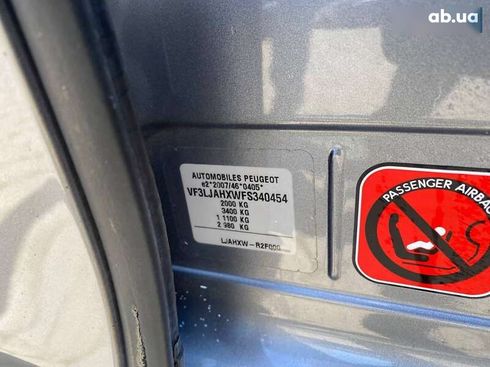 ab.ua
AUTOMOBILES PEUGEOT
e2*2007/46*0405*
VF3LJAHXWFS340454
2000 KG
3400 KG
1 1100 KG
2 980 KG
LJAHXW-R2F000
PASSENGER AIRBAG